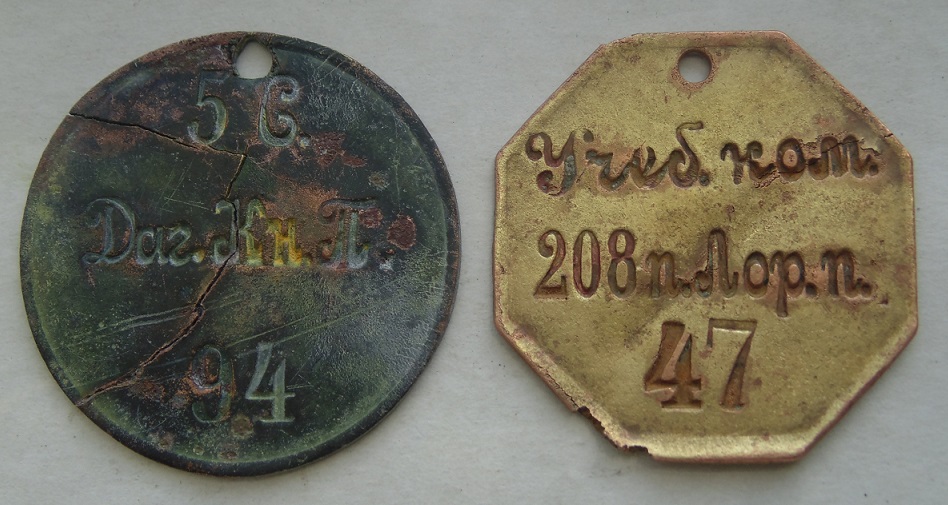 5 С.
Даг. Кн. П.
94
Учеб. ком.
208 п. Лор. п.
47